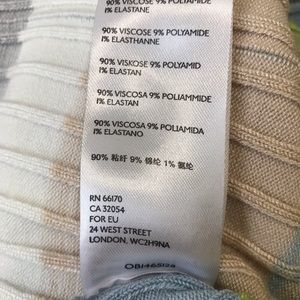 90% VISCOSE 9% POLYAMIDE
1% ELASTANE
90% VISCOSE 9% POLYAMIDE
1% ELASTHANNE
90% VISKOSE 9% POLYAMID
1% ELASTAN
90% VISCOSA 9% POLIAMMIDE
1% ELASTAN
90% VISCOSA 9% POLIAMIDA
1% ELASTANO
90% 粘纤 9% 锦纶 1% 氨纶
RN 66170
CA 32054
FOR EU
24 WEST STREET
LONDON, WC2H9NA